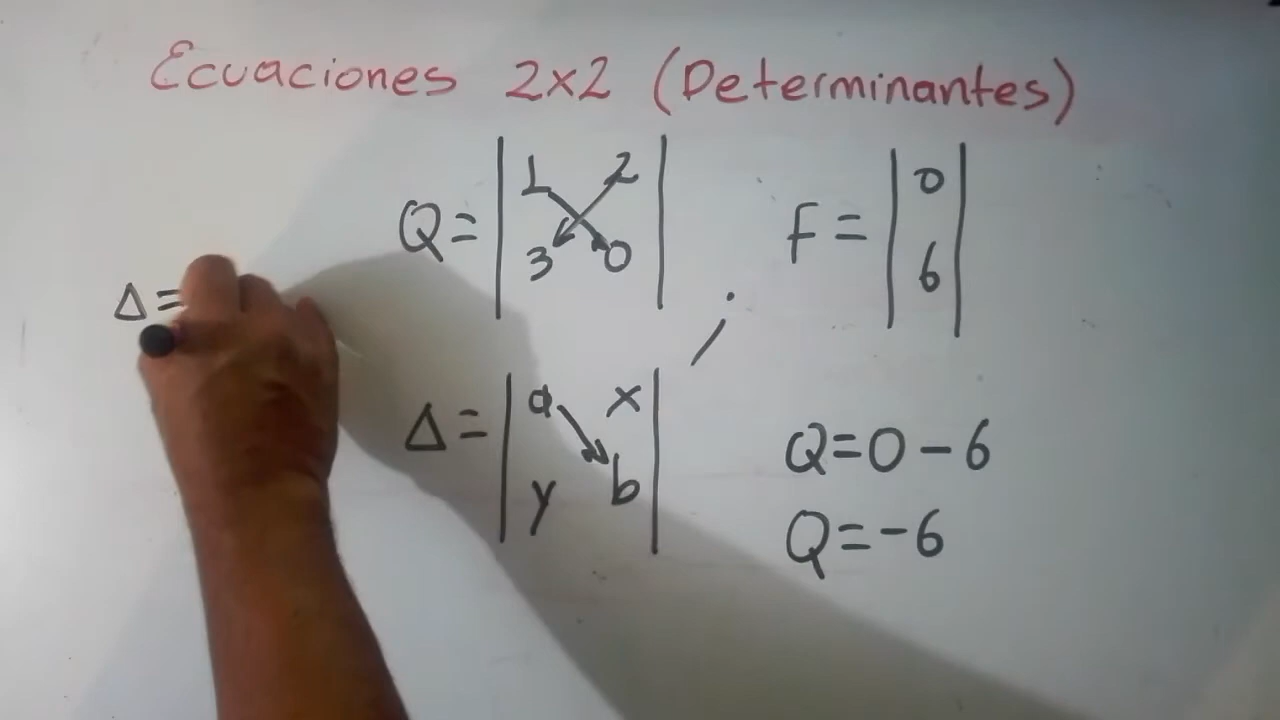 Ecuaciones 2x2 (Determinantes)
Q = | 1 2 |
| 3 0 | ; F = | 0 |
| 6 |
Δ =
Δ = | a x |
| y b |
Q = 0 - 6
Q = -6